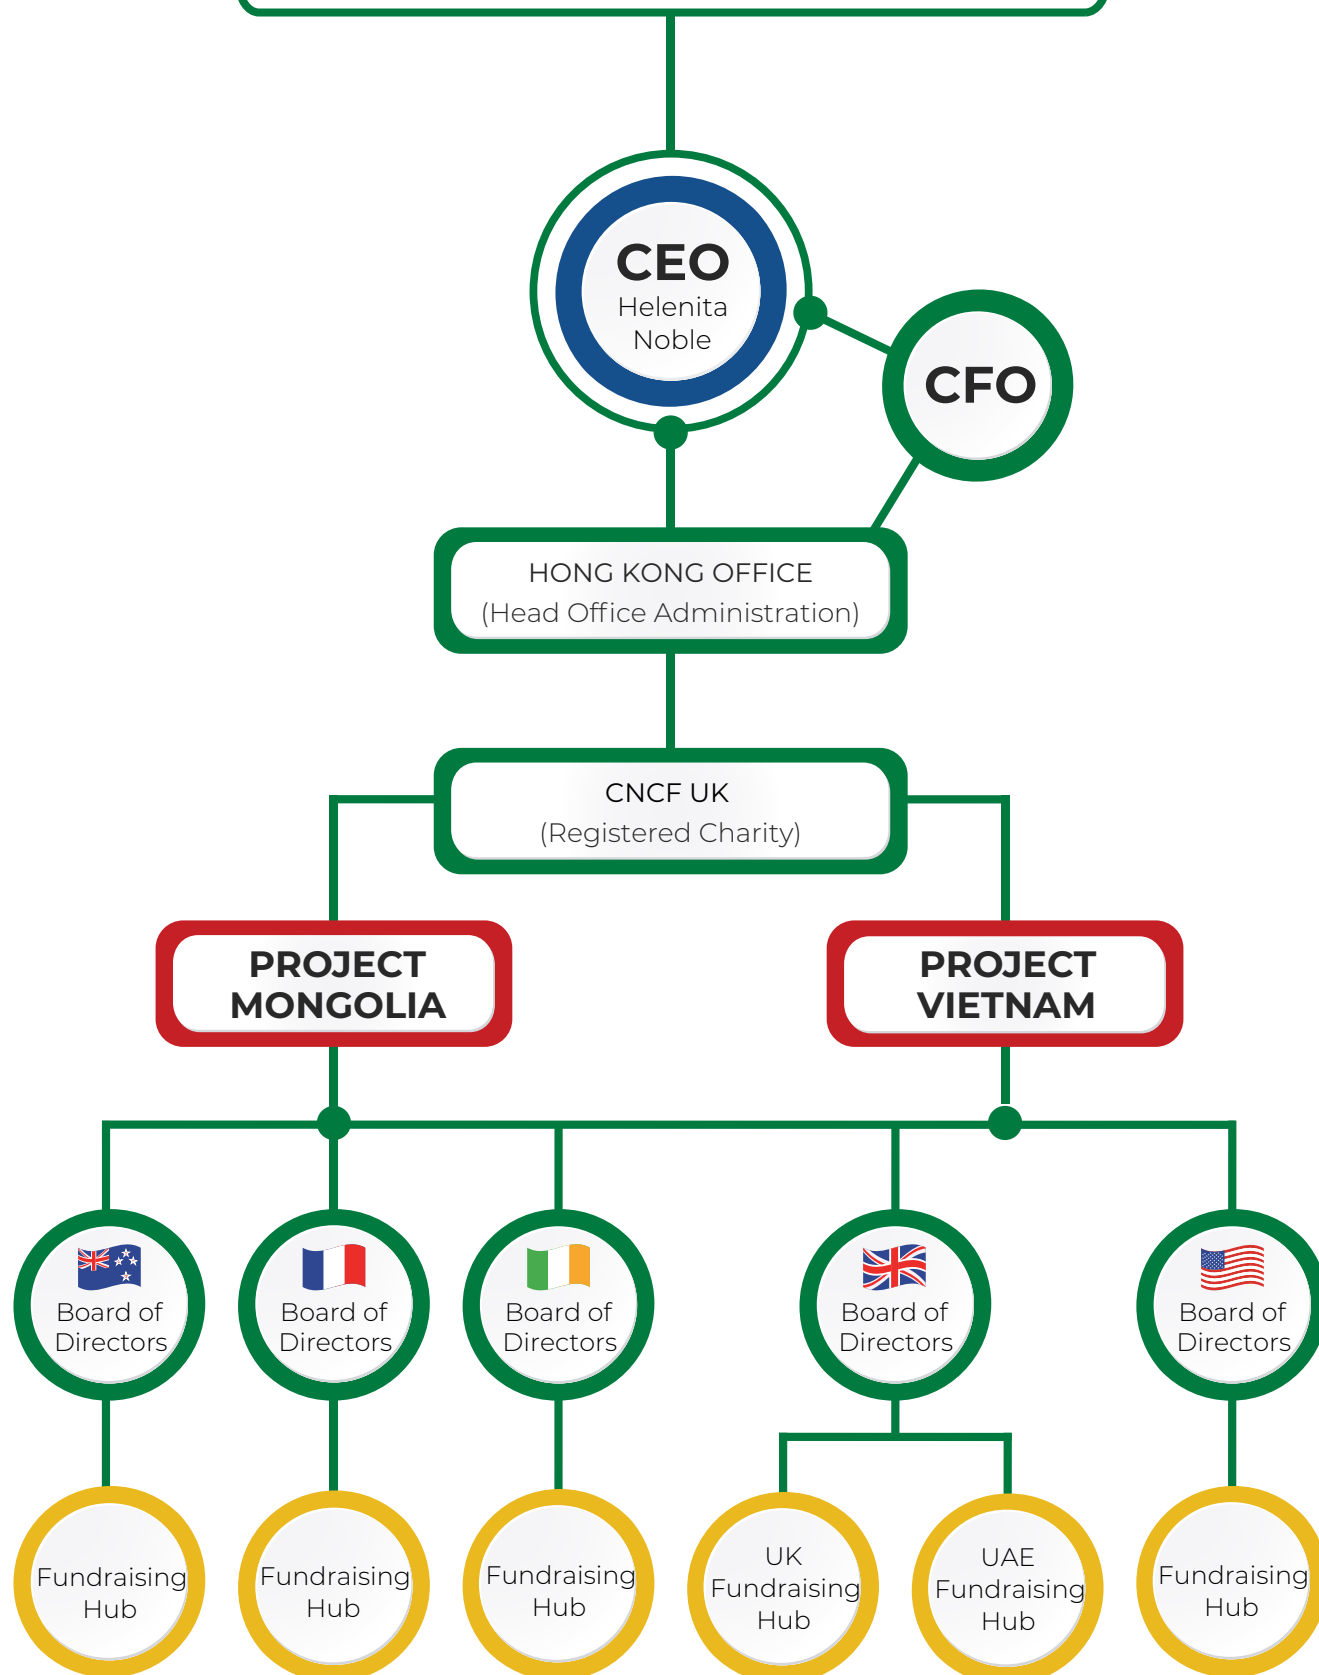 CEO
Helenita
Noble
CFO
HONG KONG OFFICE
(Head Office Administration)
CNCF UK
(Registered Charity)
PROJECT
MONGOLIA
PROJECT
VIETNAM
Board of
Directors
Board of
Directors
Board of
Directors
Board of
Directors
Board of
Directors
Fundraising
Hub
Fundraising
Hub
Fundraising
Hub
UK
Fundraising
Hub
UAE
Fundraising
Hub
Fundraising
Hub